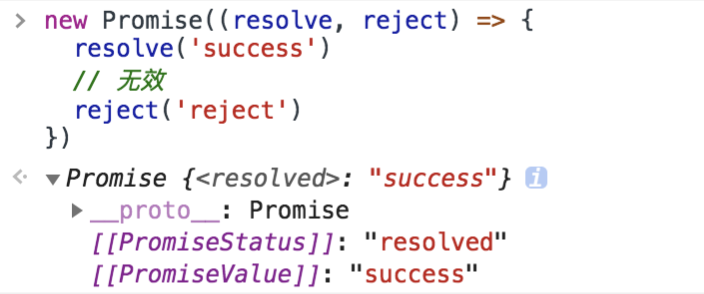 > new Promise((resolve, reject) => {
resolve('success')
// 无效
reject('reject')
})
Promise {<resolved>: "success"} i
__proto__: Promise
[[PromiseStatus]]: "resolved"
[[PromiseValue]]: "success"